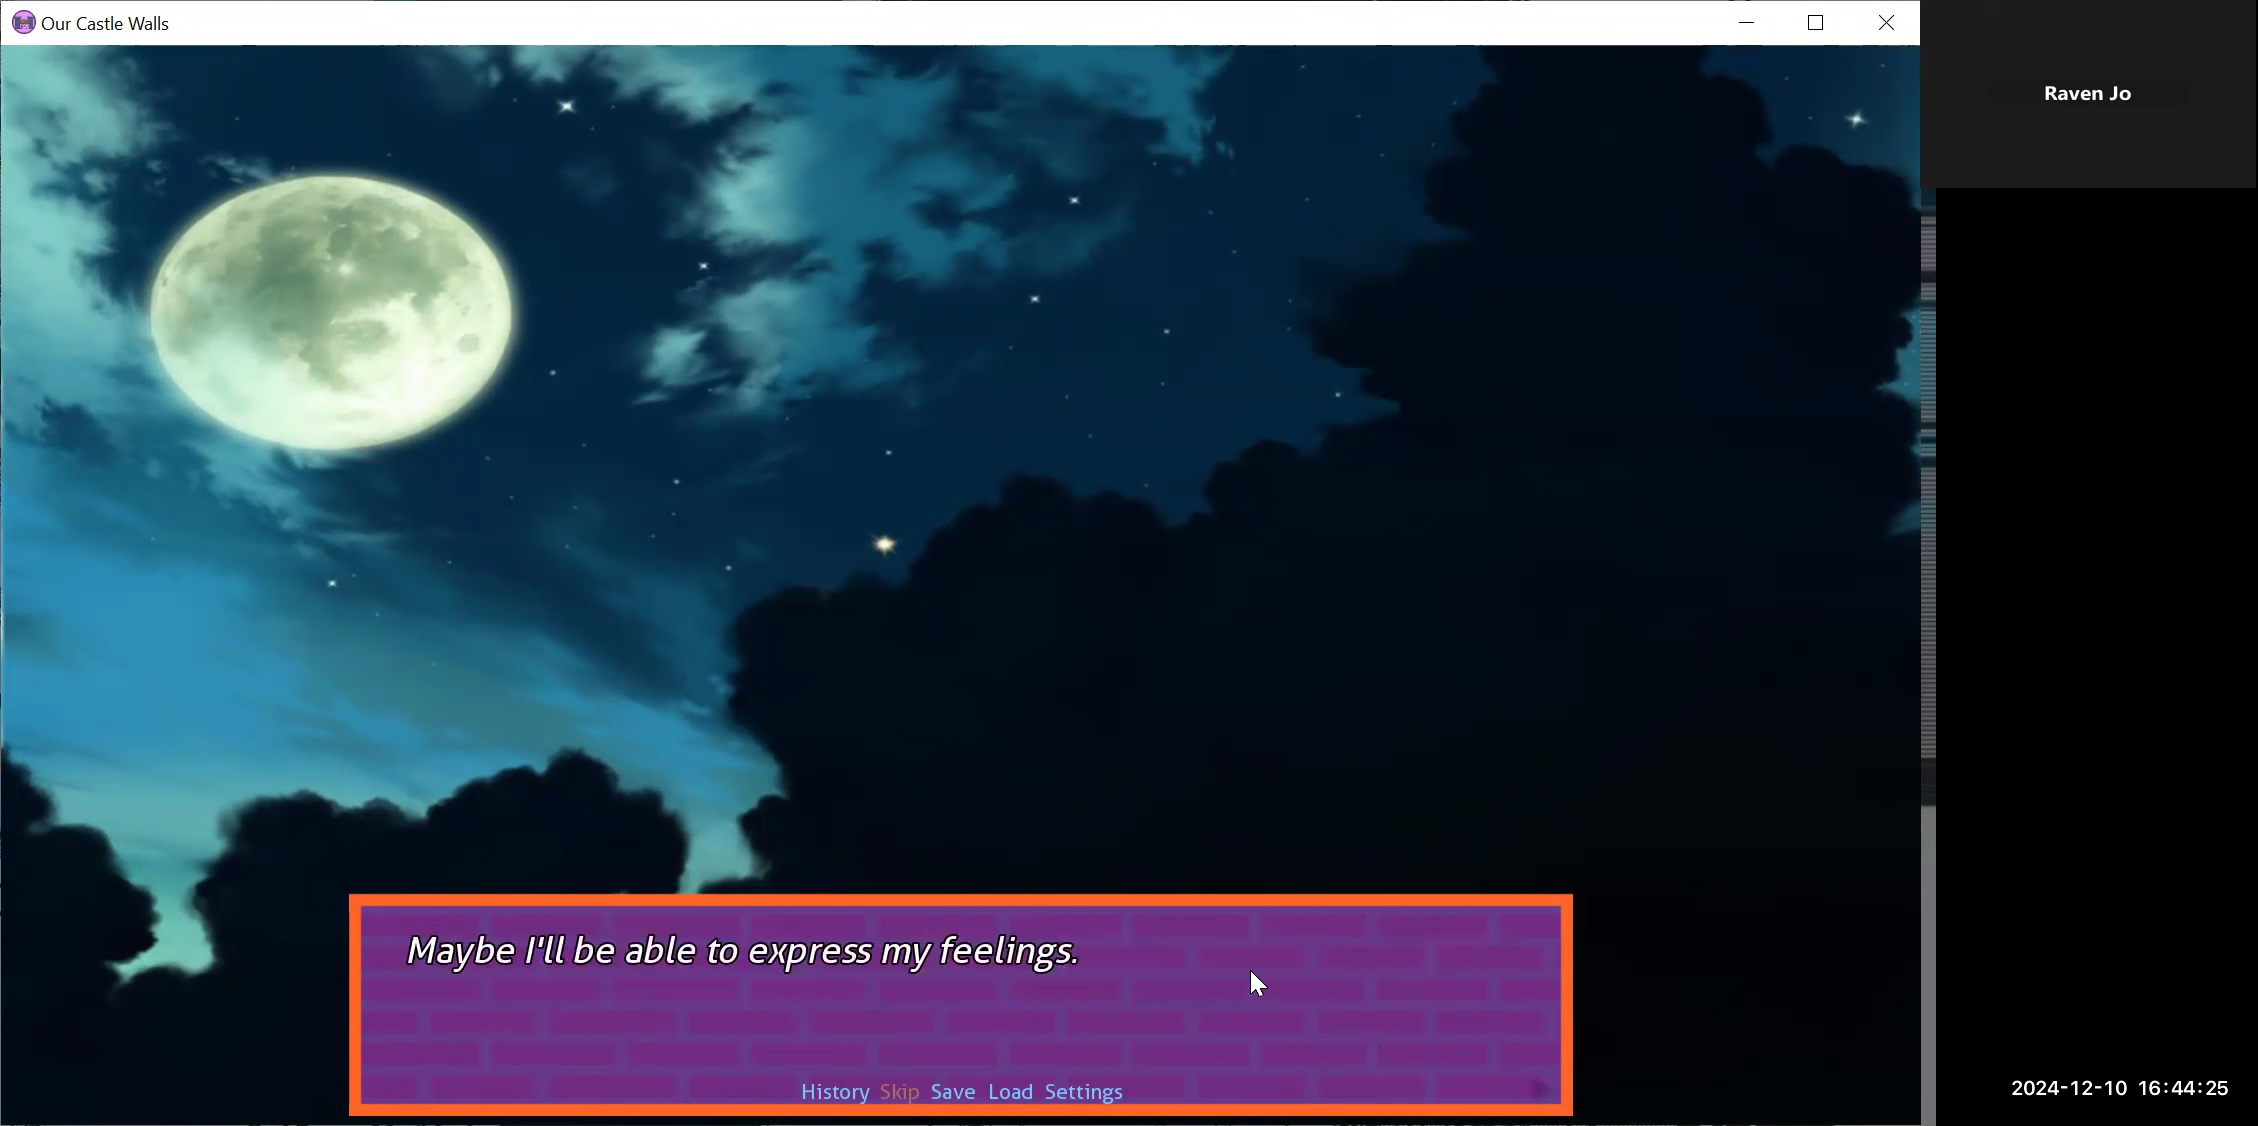 Our Castle Walls
Raven Jo
Maybe I'll be able to express my feelings.
History Skip Save Load Settings
2024-12-10 16:44:25